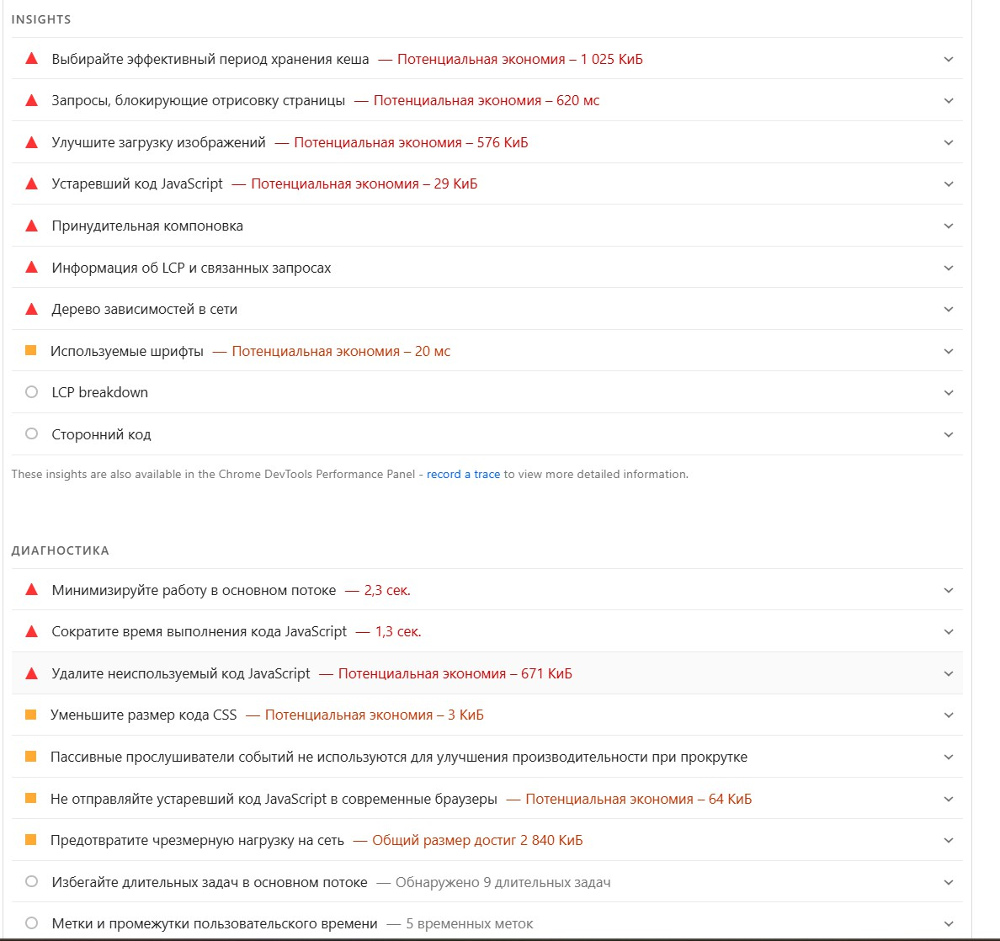 INSIGHTS
Выбирайте эффективный период хранения кеша — Потенциальная экономия – 1 025 КиБ
Запросы, блокирующие отрисовку страницы — Потенциальная экономия – 620 мс
Улучшите загрузку изображений — Потенциальная экономия – 576 КиБ
Устаревший код JavaScript — Потенциальная экономия – 29 КиБ
Принудительная компоновка
Информация об LCP и связанных запросах
Дерево зависимостей в сети
Используемые шрифты — Потенциальная экономия – 20 мс
LCP breakdown
Сторонний код
These insights are also available in the Chrome DevTools Performance Panel - record a trace to view more detailed information.
ДИАГНОСТИКА
Минимизируйте работу в основном потоке — 2,3 сек.
Сократите время выполнения кода JavaScript — 1,3 сек.
Удалите неиспользуемый код JavaScript — Потенциальная экономия – 671 КиБ
Уменьшите размер кода CSS — Потенциальная экономия – 3 КиБ
Пассивные прослушиватели событий не используются для улучшения производительности при прокрутке
Не отправляйте устаревший код JavaScript в современные браузеры — Потенциальная экономия – 64 КиБ
Предотвратите чрезмерную нагрузку на сеть — Общий размер достиг 2 840 КиБ
Избегайте длительных задач в основном потоке — Обнаружено 9 длительных задач
Метки и промежутки пользовательского времени — 5 временных меток